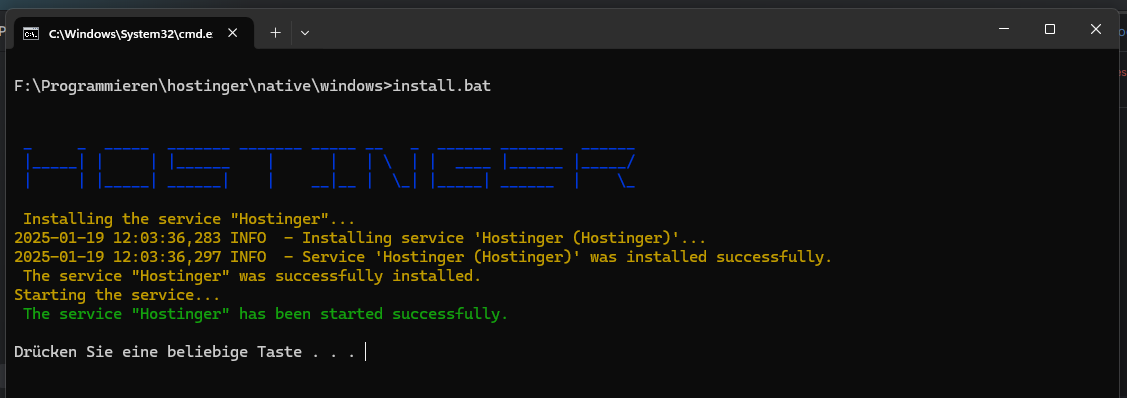 C:\Windows\System32\cmd.e
F:\Programmieren\hostinger\native\windows>install.bat
HOSTINGER
Installing the service "Hostinger"...
2025-01-19 12:03:36,283 INFO  - Installing service 'Hostinger (Hostinger)'...
2025-01-19 12:03:36,297 INFO  - Service 'Hostinger (Hostinger)' was installed successfully.
The service "Hostinger" was successfully installed.
Starting the service...
The service "Hostinger" has been started successfully.
Drücken Sie eine beliebige Taste . . .